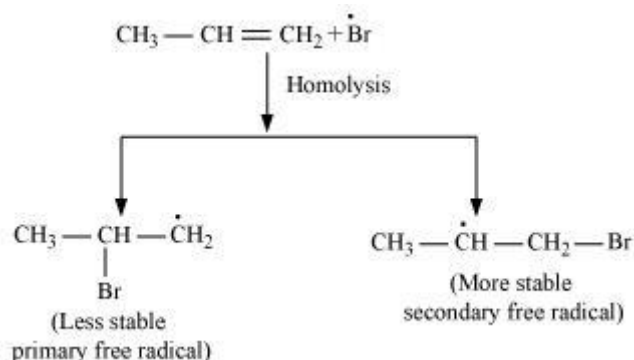 CH₃ — CH = CH₂ + Ḃr
Homolysis
CH₃ — CH — ĊH₂
Br
(Less stable
primary free radical)
CH₃ — ĊH — CH₂ — Br
(More stable
secondary free radical)